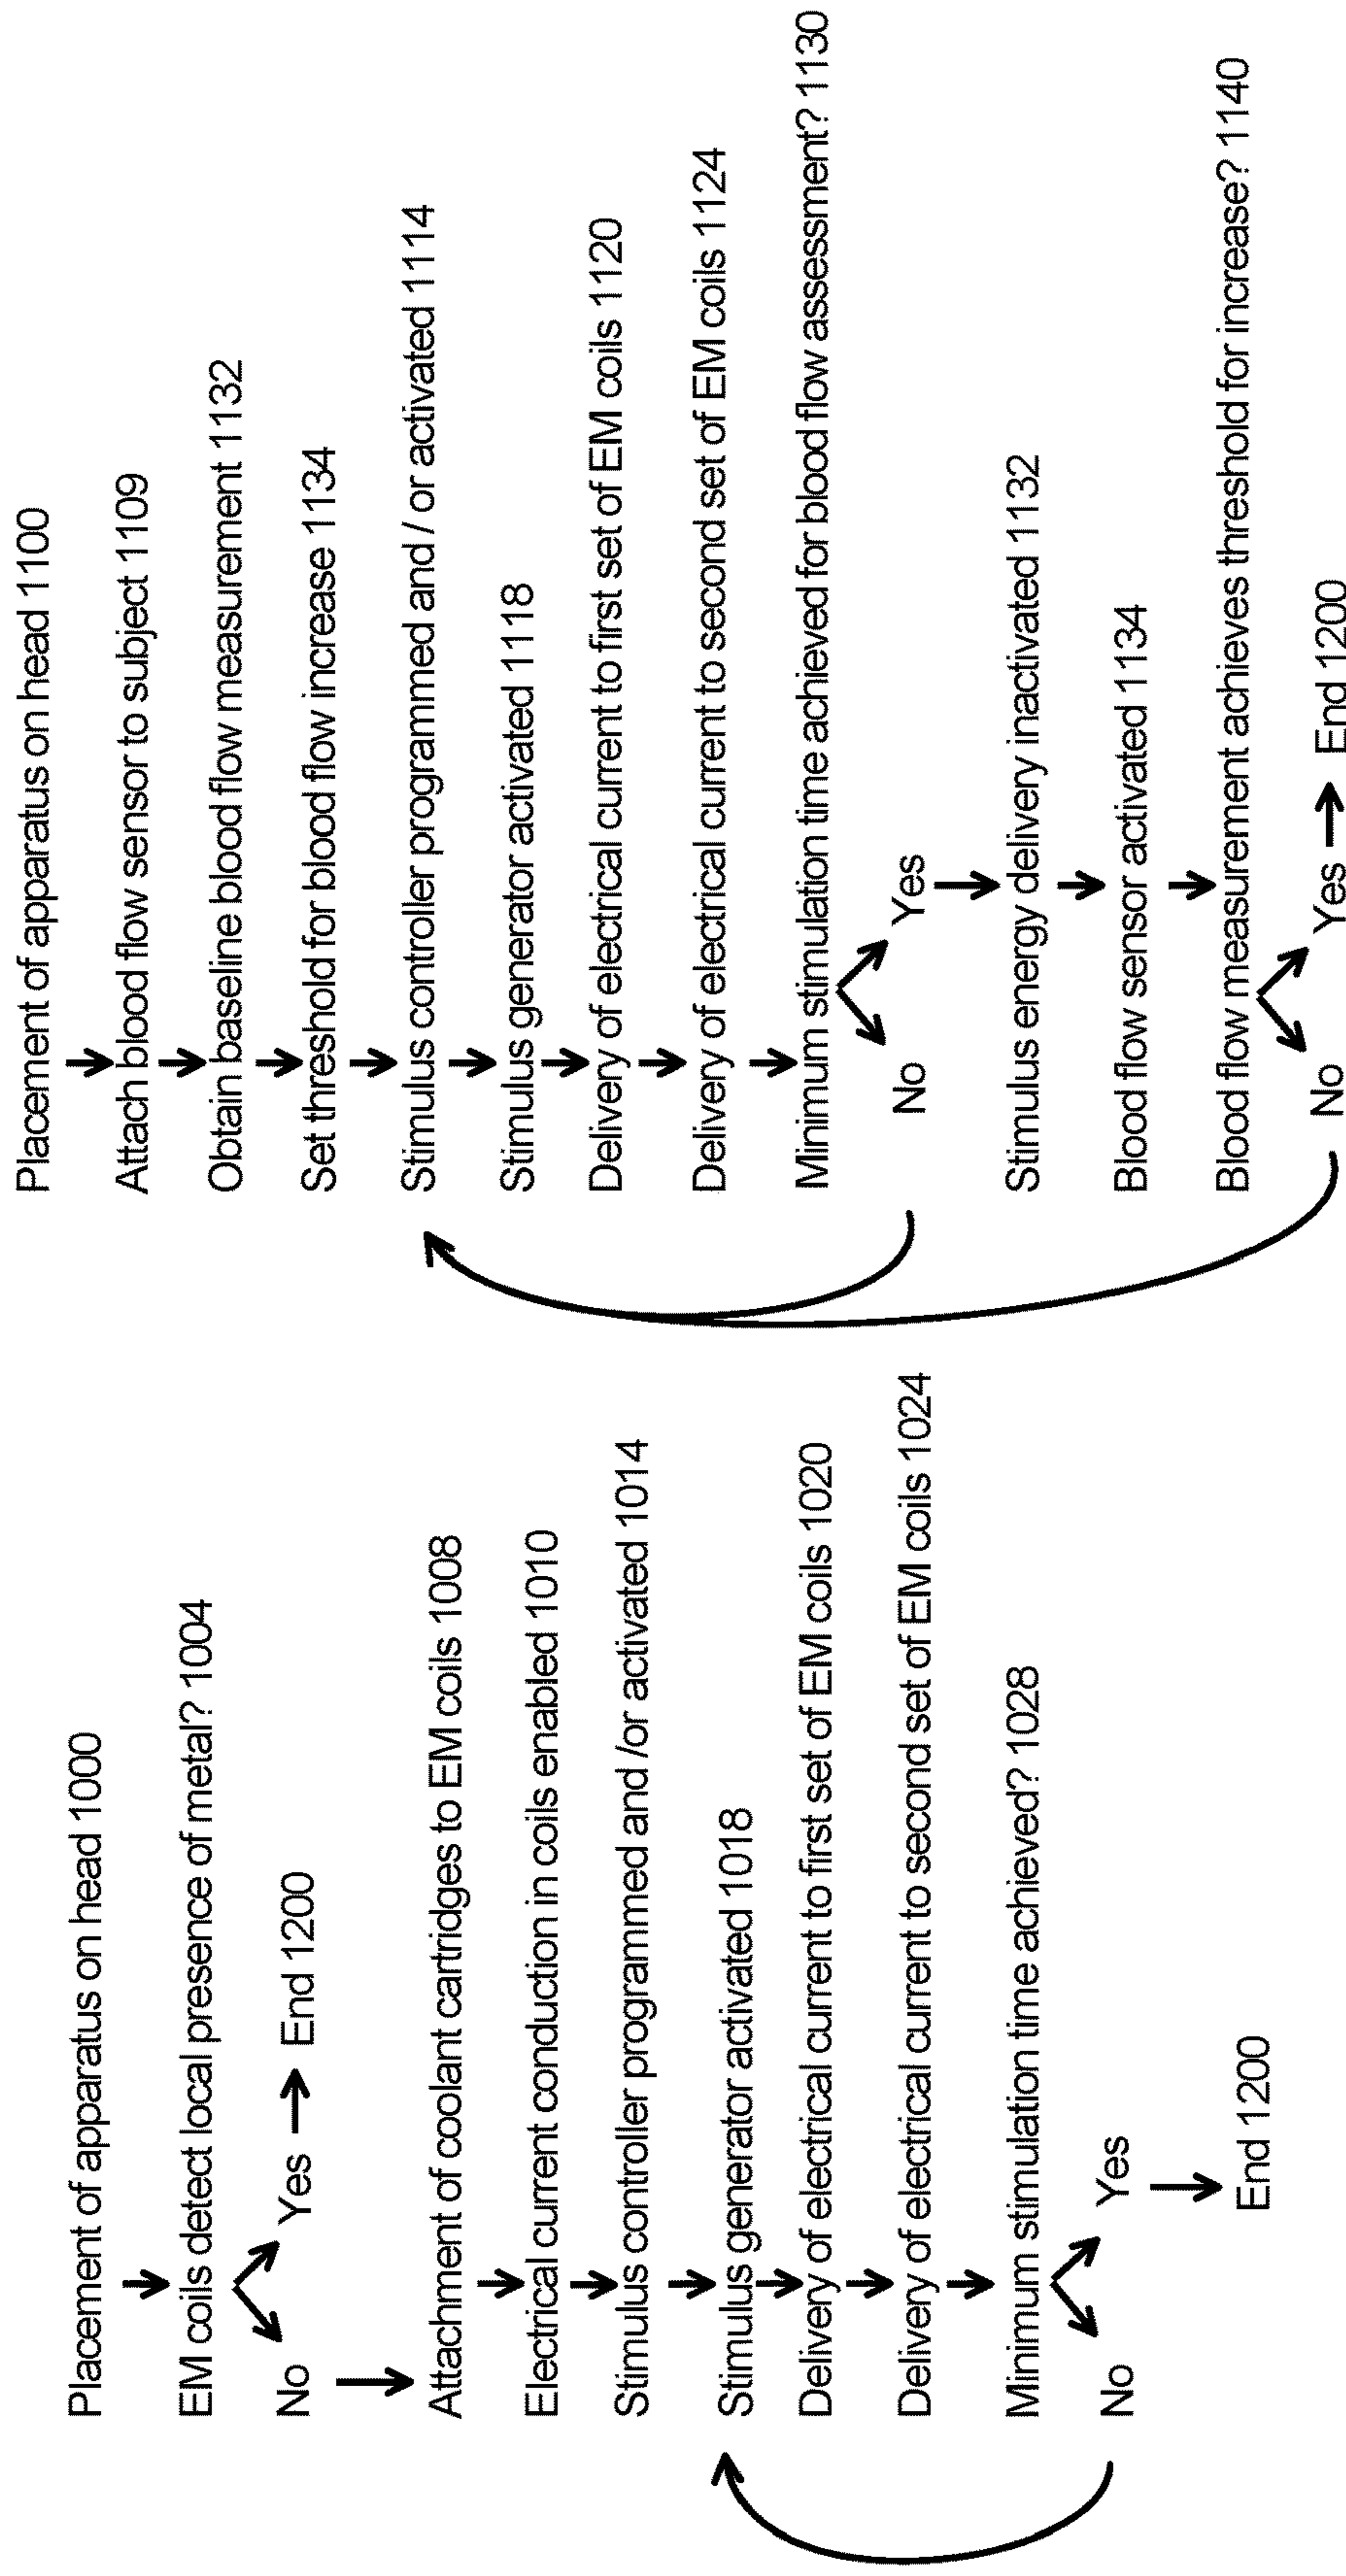 Placement of apparatus on head 1000
EM coils detect local presence of metal? 1004
No Yes End 1200
Attachment of coolant cartridges to EM coils 1008
Electrical current conduction in coils enabled 1010
Stimulus controller programmed and /or activated 1014
Stimulus generator activated 1018
Delivery of electrical current to first set of EM coils 1020
Delivery of electrical current to second set of EM coils 1024
Minimum stimulation time achieved? 1028
No Yes
End 1200
Placement of apparatus on head 1100
Attach blood flow sensor to subject 1109
Obtain baseline blood flow measurement 1132
Set threshold for blood flow increase 1134
Stimulus controller programmed and / or activated 1114
Stimulus generator activated 1118
Delivery of electrical current to first set of EM coils 1120
Delivery of electrical current to second set of EM coils 1124
Minimum stimulation time achieved for blood flow assessment? 1130
No Yes
Stimulus energy delivery inactivated 1132
Blood flow sensor activated 1134
Blood flow measurement achieves threshold for increase? 1140
No Yes End 1200